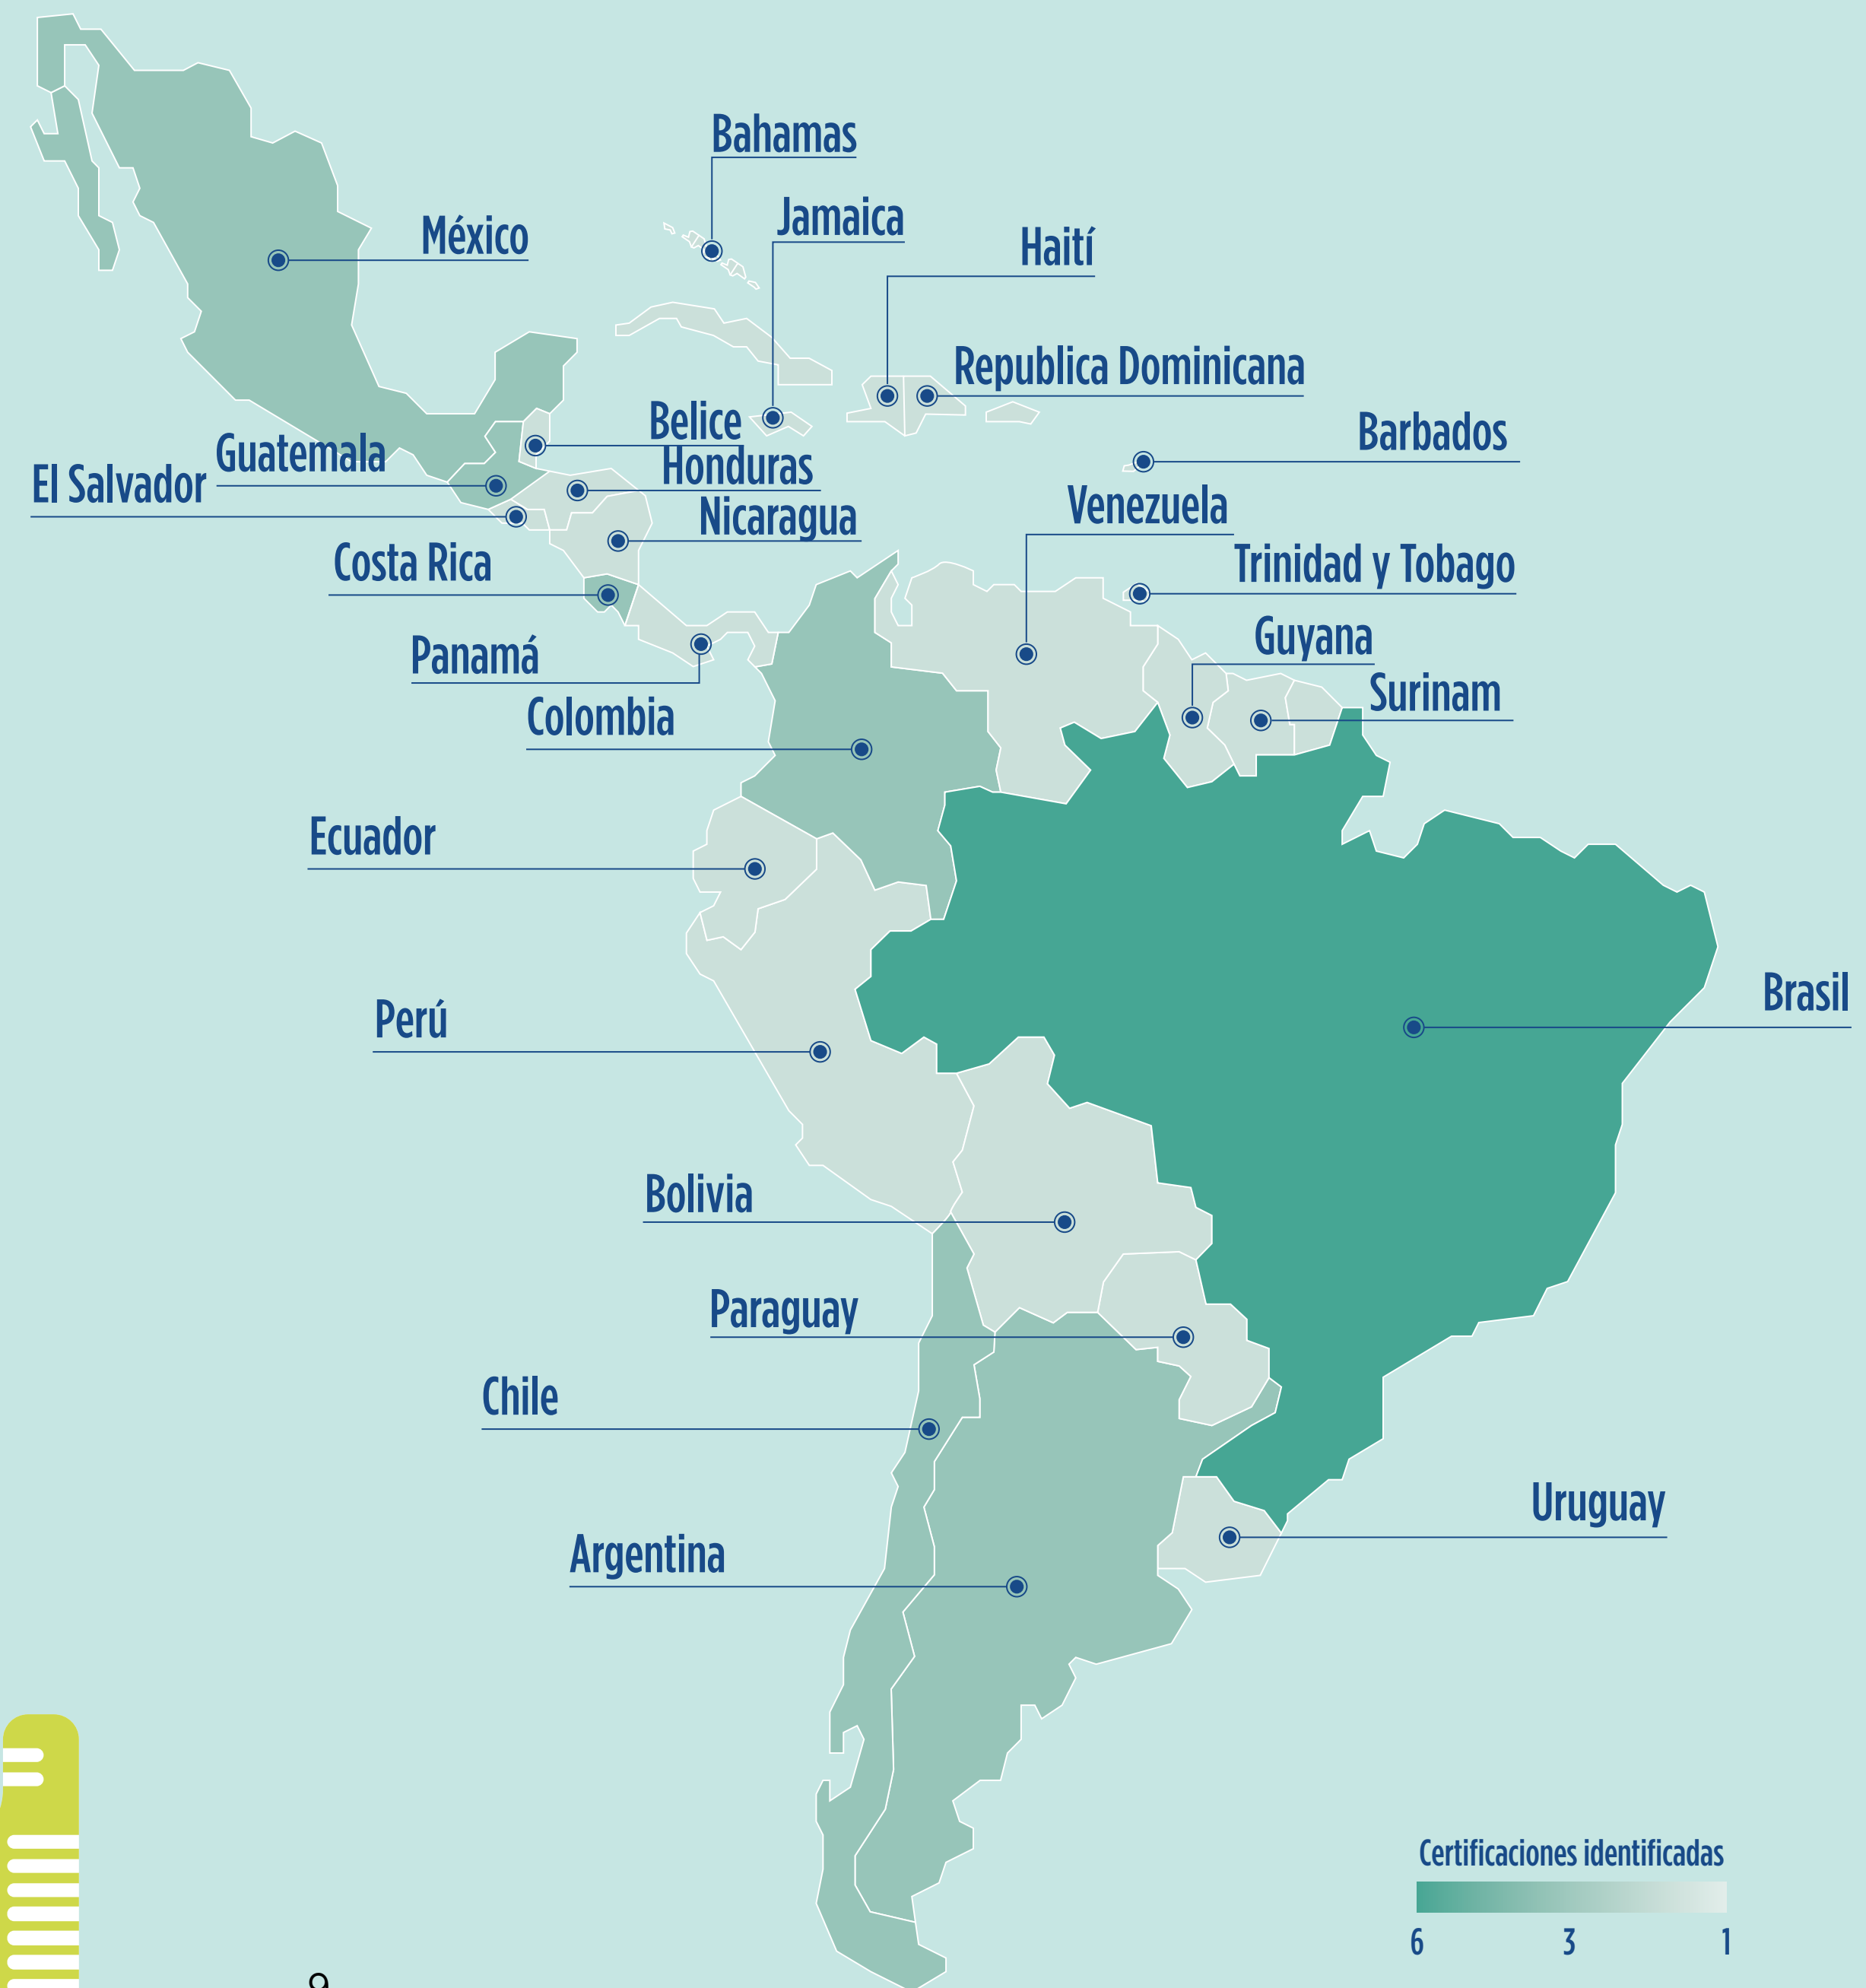 Bahamas
Jamaica
México
Haití
Republica Dominicana
Belice
Barbados
Guatemala
Honduras
El Salvador
Venezuela
Nicaragua
Costa Rica
Trinidad y Tobago
Guyana
Panamá
Surinam
Colombia
Ecuador
Brasil
Perú
Bolivia
Paraguay
Chile
Uruguay
Argentina
Certificaciones identificadas
6 3 1
9